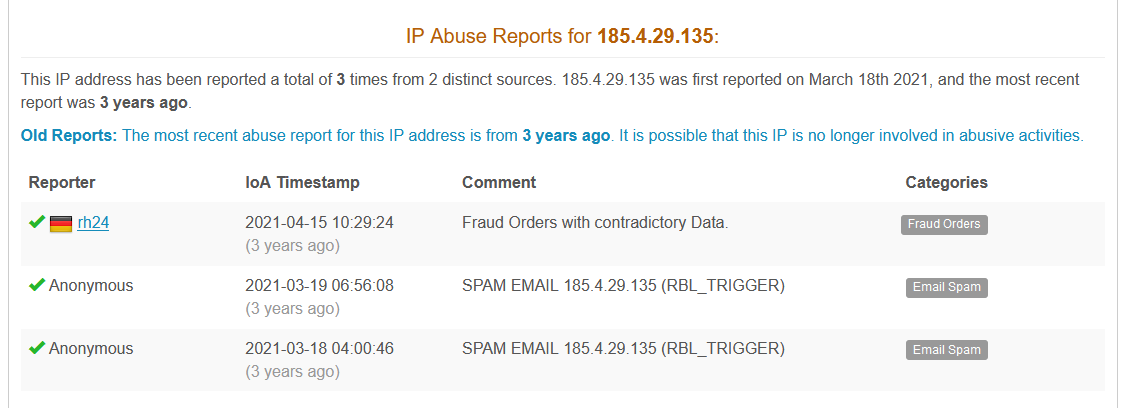 IP Abuse Reports for 185.4.29.135:
This IP address has been reported a total of 3 times from 2 distinct sources. 185.4.29.135 was first reported on March 18th 2021, and the most recent
report was 3 years ago.
Old Reports: The most recent abuse report for this IP address is from 3 years ago. It is possible that this IP is no longer involved in abusive activities.
Reporter IoA Timestamp Comment Categories
rh24 2021-04-15 10:29:24 Fraud Orders with contradictory Data. Fraud Orders
(3 years ago)
Anonymous 2021-03-19 06:56:08 SPAM EMAIL 185.4.29.135 (RBL_TRIGGER) Email Spam
(3 years ago)
Anonymous 2021-03-18 04:00:46 SPAM EMAIL 185.4.29.135 (RBL_TRIGGER) Email Spam
(3 years ago)